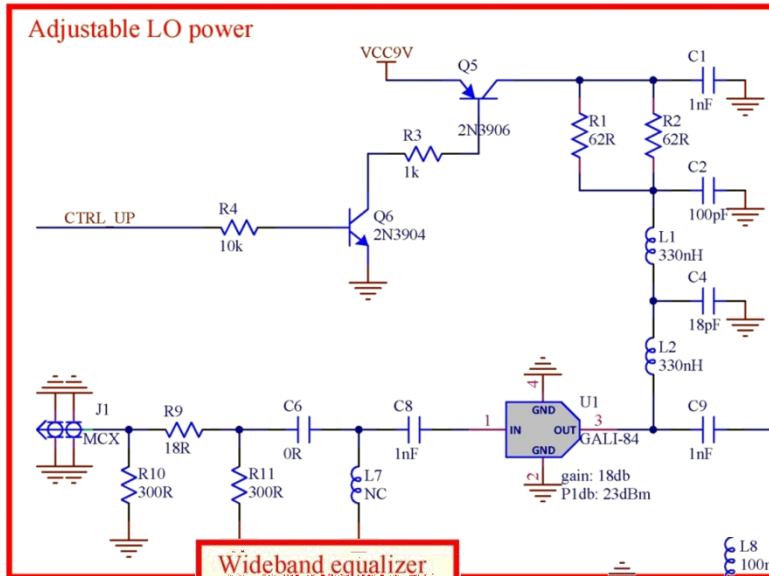 Adjustable LO power
VCC9V
Q5
2N3906
C1
1nF
R1
62R
R2
62R
R3
1k
C2
100pF
CTRL_UP
R4
10k
Q6
2N3904
L1
330nH
C4
18pF
L2
330nH
J1
MCX
R9
18R
C6
0R
C8
1nF
4
GND
U1
1
IN
OUT
3
GALI-84
GND
2
gain: 18db
P1db: 23dBm
C9
1nF
R10
300R
R11
300R
L7
NC
Wideband equalizer
L8